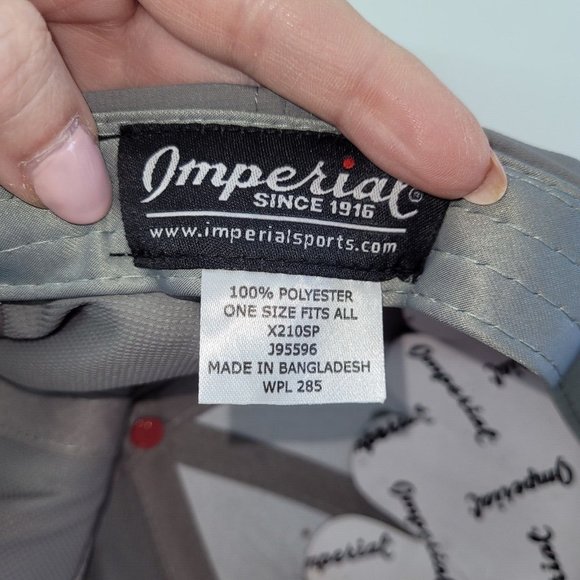 Imperial®
SINCE 1916
www.imperialsports.com
100% POLYESTER
ONE SIZE FITS ALL
X210SP
J95596
MADE IN BANGLADESH
WPL 285
Imperial
Imperial
Imperial
Imperial